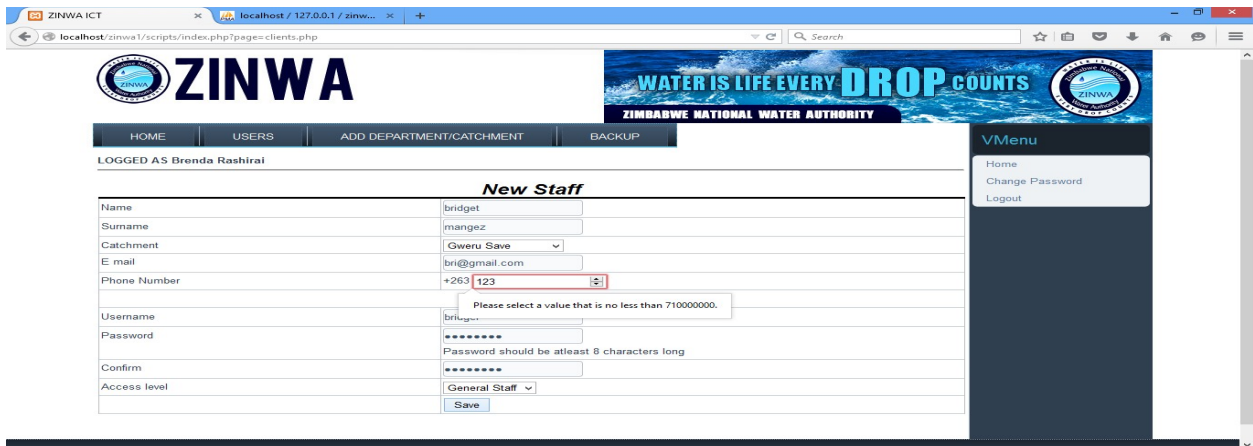 ZINWA ICT
localhost / 127.0.0.1 / zinw...
localhost/zinwa1/scripts/index.php?page=clients.php
Search
ZINWA
ZINWA
WATER IS LIFE EVERY DROP COUNTS
ZIMBABWE NATIONAL WATER AUTHORITY
ZINWA
HOME
USERS
ADD DEPARTMENT/CATCHMENT
BACKUP
VMenu
Home
Change Password
Logout
LOGGED AS Brenda Rashirai
New Staff
Name bridget
Surname mangez
Catchment Gweru Save
E mail bri@gmail.com
Phone Number +263 123
Please select a value that is no less than 710000000.
Username
Password ••••••••
Password should be atleast 8 characters long
Confirm ••••••••
Access level General Staff
Save